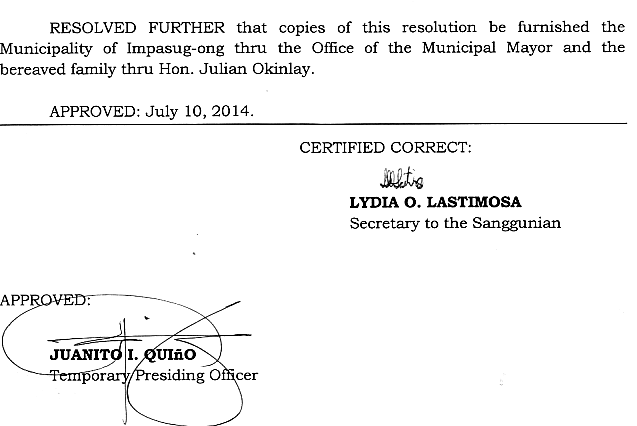 RESOLVED FURTHER that copies of this resolution be furnished the
Municipality of Impasug-ong thru the Office of the Municipal Mayor and the
bereaved family thru Hon. Julian Okinlay.
APPROVED: July 10, 2014.
CERTIFIED CORRECT:
LYDIA O. LASTIMOSA
Secretary to the Sanggunian
APPROVED:
JUANITO I. QUIñO
Temporary Presiding Officer